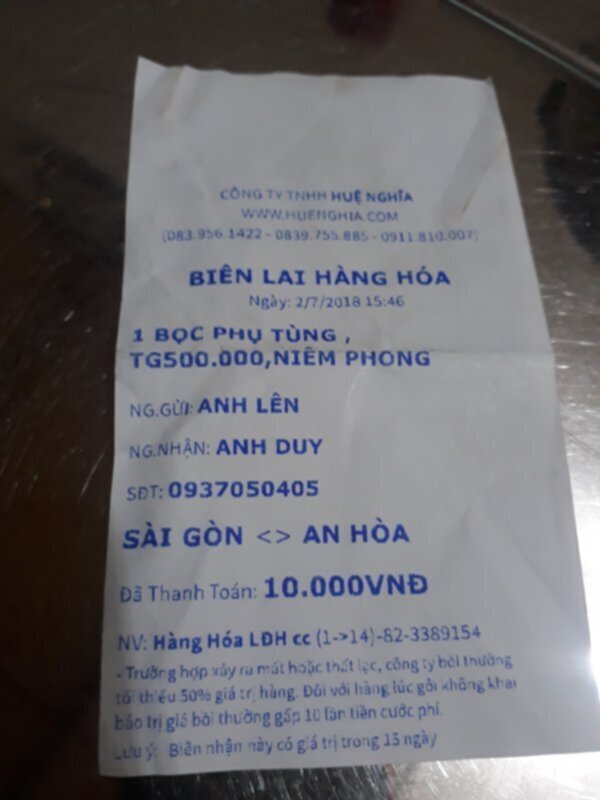 CÔNG TY TNHH HUỆ NGHĨA
WWW.HUENGHIA.COM
(083.956.1422 - 0839.755.885 - 0911.810.007)
BIÊN LAI HÀNG HÓA
Ngày: 2/7/2018 15:46
1 BỌC PHỤ TÙNG ,
TG500.000,NIÊM PHONG
NG.GỬI: ANH LÊN
NG.NHẬN: ANH DUY
SĐT: 0937050405
SÀI GÒN <> AN HÒA
Đã Thanh Toán: 10.000VNĐ
NV: Hàng Hóa LĐH cc (1->14)-82-3389154
- Trường hợp xảy ra mất hoặc thất lạc, công ty bồi thường
tối thiểu 50% giá trị hàng. Đối với hàng lúc gởi không khai
báo trị giá bồi thường gấp 10 lần tiền cước phí.
Lưu ý: Biên nhận này có giá trị trong 15 ngày